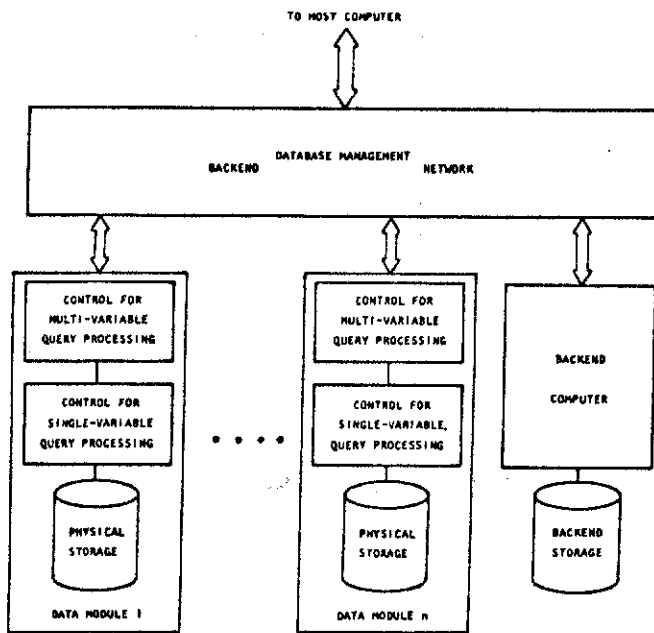 TO HOST COMPUTER
DATABASE MANAGEMENT
BACKEND NETWORK
CONTROL FOR
MULTI-VARIABLE
QUERY PROCESSING
CONTROL FOR
SINGLE-VARIABLE
QUERY PROCESSING
PHYSICAL
STORAGE
DATA MODULE 1
CONTROL FOR
MULTI-VARIABLE
QUERY PROCESSING
CONTROL FOR
SINGLE-VARIABLE,
QUERY PROCESSING
PHYSICAL
STORAGE
DATA MODULE n
BACKEND
COMPUTER
BACKEND
STORAGE